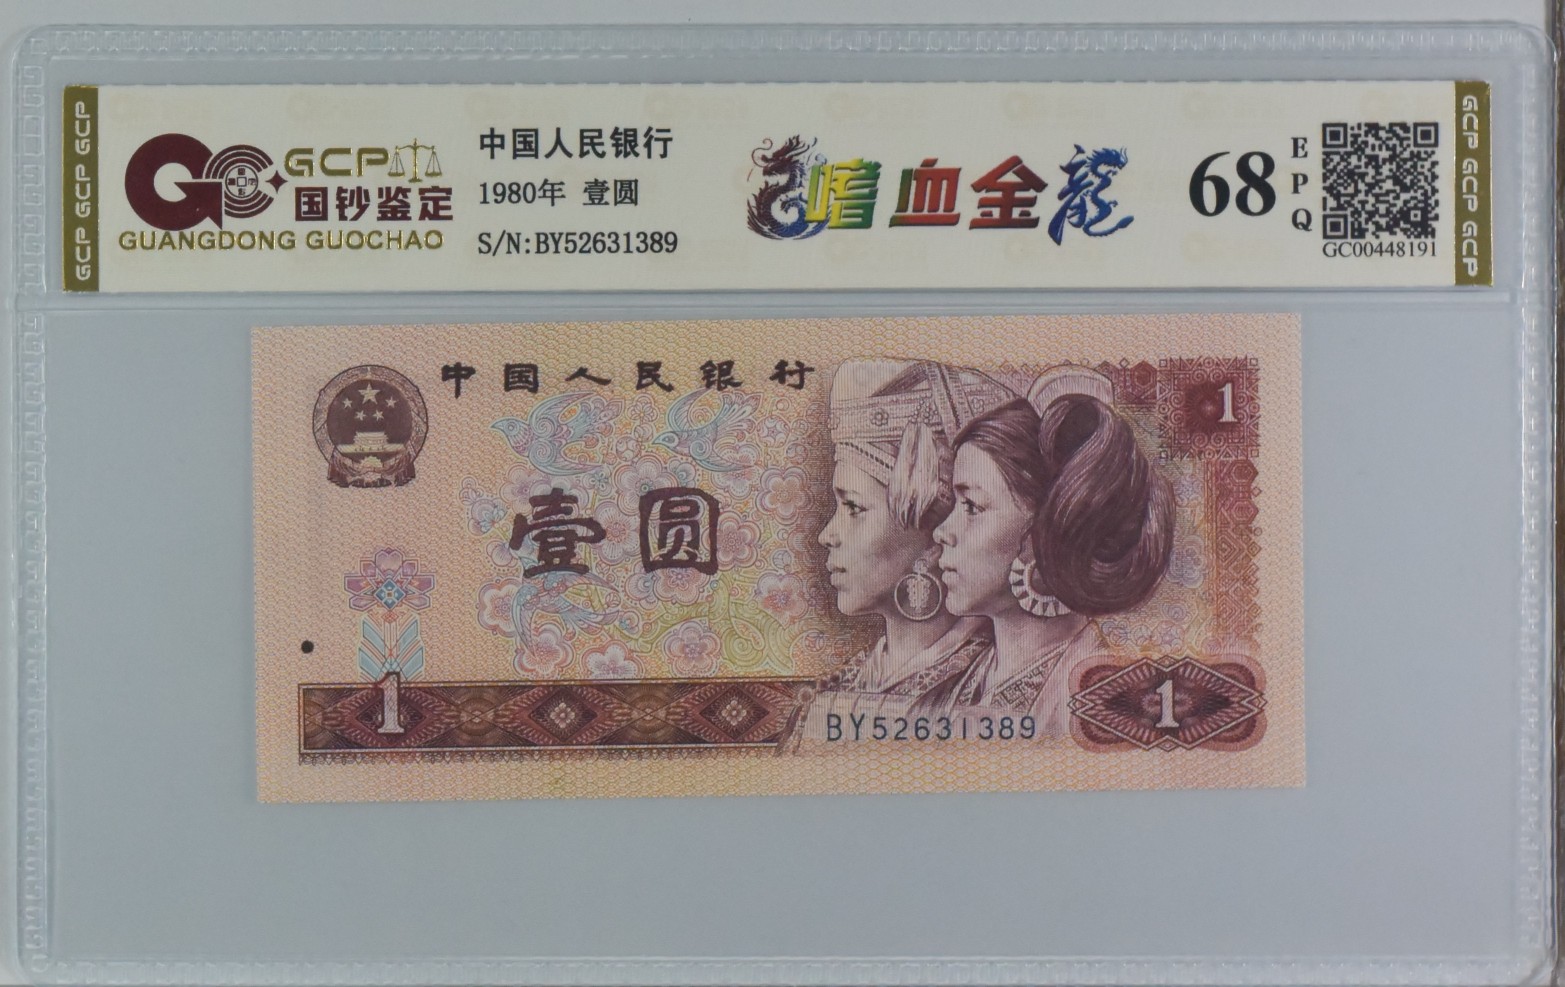 GCP GCP GCP
GCP
国钞鉴定
GUANGDONG GUOCHAO
中国人民银行
1980年 壹圆
S/N:BY52631389
嗜血金龍
68
EPQ
GC00448191
GCP GCP GCP
中国人民银行
1
壹圆
1
BY52631389
1